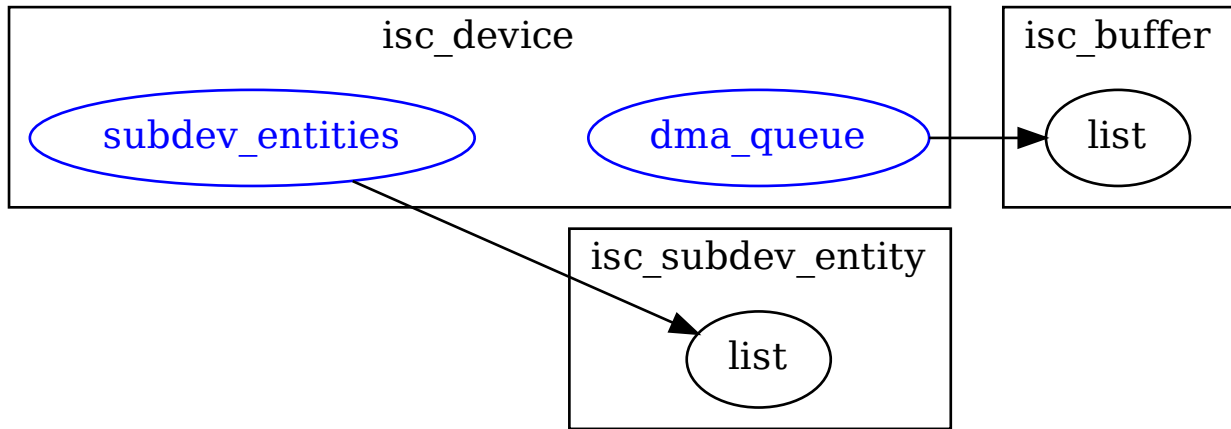 isc_device
isc_buffer
subdev_entities
dma_queue
list
isc_subdev_entity
list